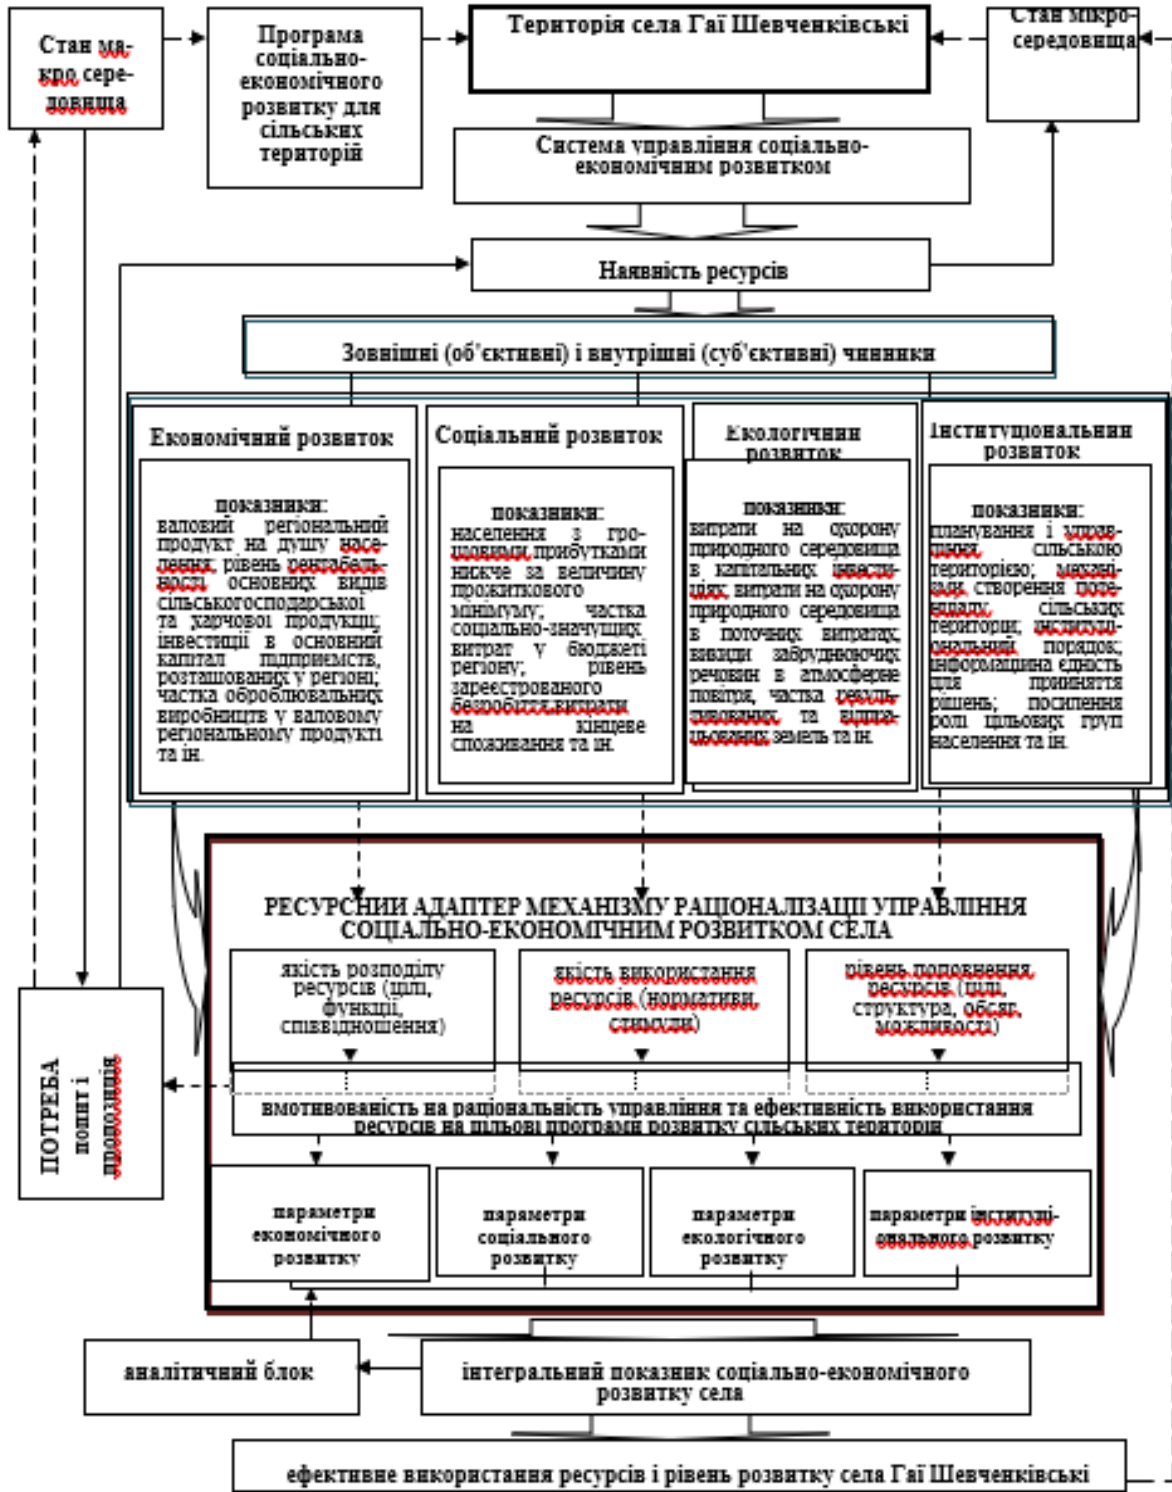 Стан ма-
кро сере-
довища
Програма
соціально-
економічного
розвитку для
сільських
територій
Територія села Гаї Шевченківські
Стан мікро-
середовища
Система управління соціально-
економічним розвитком
Наявність ресурсів
Зовнішні (об'єктивні) і внутрішні (суб'єктивні) чинники
Економічний розвиток
показники:
валовий регіональний
продукт на душу насе-
лення, рівень рентабель-
ності основних видів
сільськогосподарської
та харчової продукції;
інвестиції в основний
капітал підприємств,
розташованих у регіоні;
частка оброблювальних
виробництв у валовому
регіональному продукті
та ін.
Соціальний розвиток
показники:
населення з гро-
шовими прибутками
нижче за величину
прожиткового
мінімуму; частка
соціально-значущих
витрат у бюджеті
регіону; рівень
зареєстрованого
безробіття,витрати
на кінцеве
споживання та ін.
Екологічний
розвиток
показники:
витрати на охорону
природного середовища
в капітальних інвести-
ціях, витрати на охорону
природного середовища
в поточних витратах,
викиди забруднюючих
речовин в атмосферне
повітря, частка рекуль-
тивованих та відпра-
цьованих земель та ін.
Інституціональний
розвиток
показники:
планування і управ-
ління сільською
територією; механі-
зми створення поте-
нціалу сільських
територій; інституці-
ональний порядок;
інформаційна єдність
для прийняття
рішень; посилення
ролі цільових груп
населення та ін.
РЕСУРСНИЙ АДАПТЕР МЕХАНІЗМУ РАЦІОНАЛІЗАЦІЇ УПРАВЛІННЯ
СОЦІАЛЬНО-ЕКОНОМІЧНИМ РОЗВИТКОМ СЕЛА
якість розподілу
ресурсів (цілі,
функції,
співвідношення)
якість використання
ресурсів (нормативи,
стимули)
рівень поповнення
ресурсів (цілі,
структура, обсяг,
можливості)
ПОТРЕБА
попит і
пропозиція
вмотивованість на раціональність управління та ефективність використання
ресурсів на цільові програми розвитку сільських територій
параметри
економічного
розвитку
параметри
соціального
розвитку
параметри
екологічного
розвитку
параметри інституці-
онального розвитку
аналітичний блок
інтегральний показник соціально-економічного
розвитку села
ефективне використання ресурсів і рівень розвитку села Гаї Шевченківські